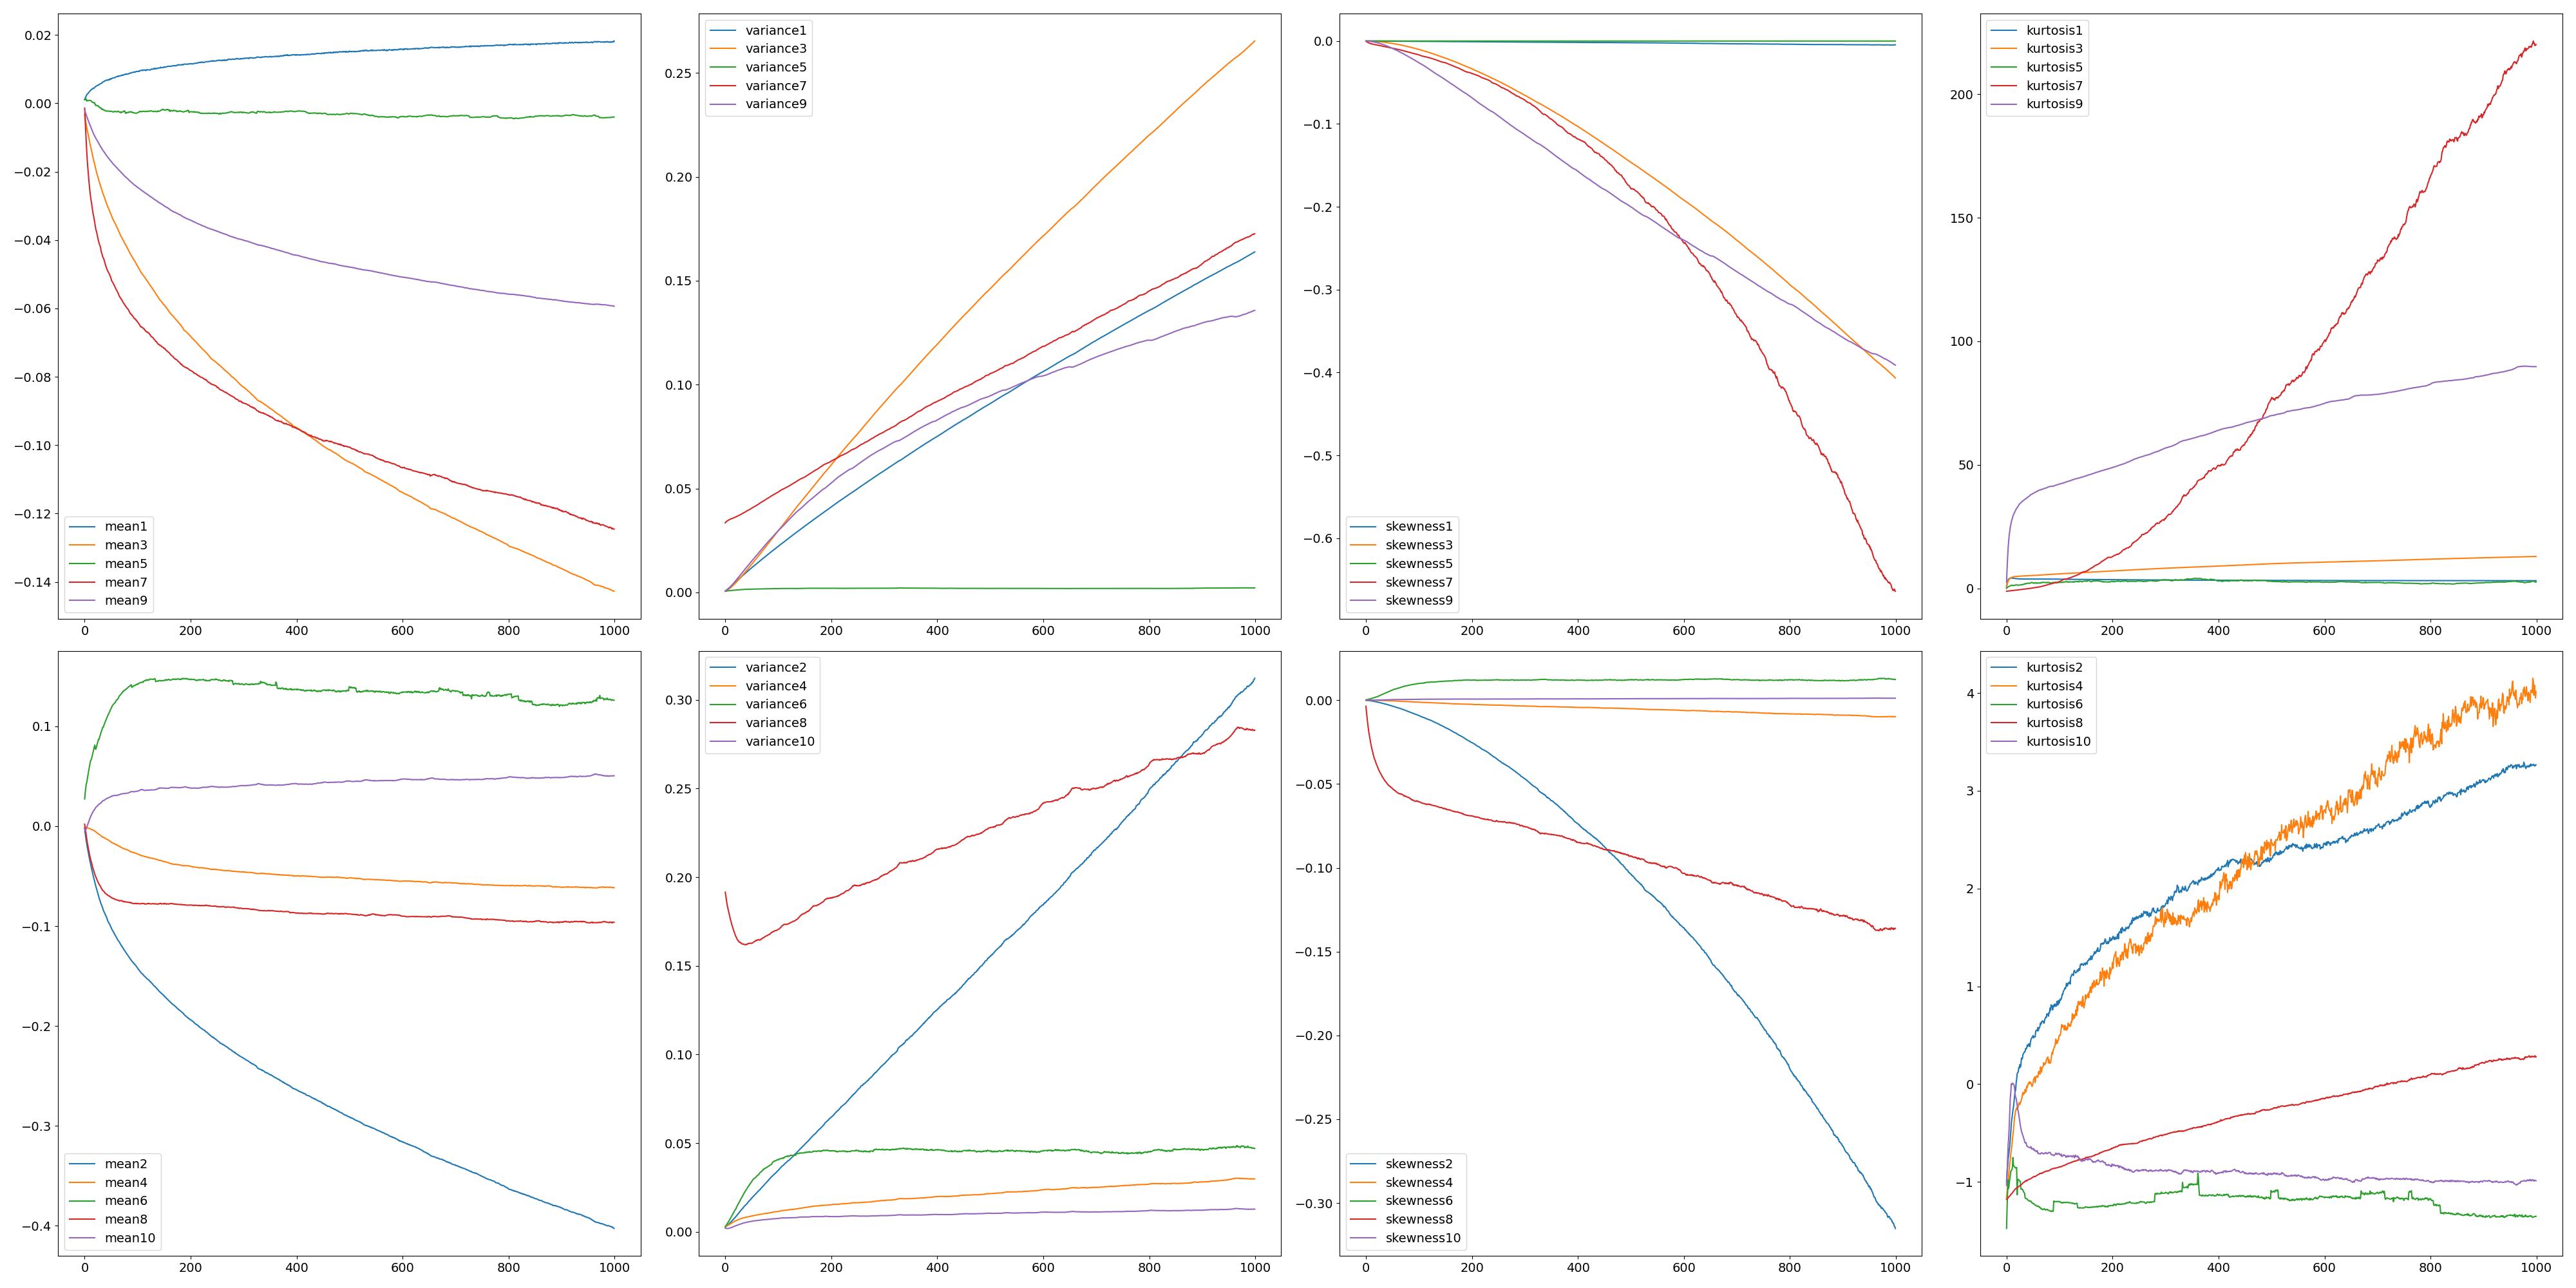 0.02
0.00
−0.02
−0.04
−0.06
−0.08
−0.10
−0.12
−0.14
mean1
mean3
mean5
mean7
mean9
0 200 400 600 800 1000
variance1
variance3
variance5
variance7
variance9
0.25
0.20
0.15
0.10
0.05
0.00
0 200 400 600 800 1000
0.0
−0.1
−0.2
−0.3
−0.4
−0.5
−0.6
skewness1
skewness3
skewness5
skewness7
skewness9
0 200 400 600 800 1000
kurtosis1
kurtosis3
kurtosis5
kurtosis7
kurtosis9
200
150
100
50
0
0 200 400 600 800 1000
0.1
0.0
−0.1
−0.2
−0.3
−0.4
mean2
mean4
mean6
mean8
mean10
0 200 400 600 800 1000
variance2
variance4
variance6
variance8
variance10
0.30
0.25
0.20
0.15
0.10
0.05
0.00
0 200 400 600 800 1000
0.00
−0.05
−0.10
−0.15
−0.20
−0.25
−0.30
skewness2
skewness4
skewness6
skewness8
skewness10
0 200 400 600 800 1000
kurtosis2
kurtosis4
kurtosis6
kurtosis8
kurtosis10
4
3
2
1
0
−1
0 200 400 600 800 1000